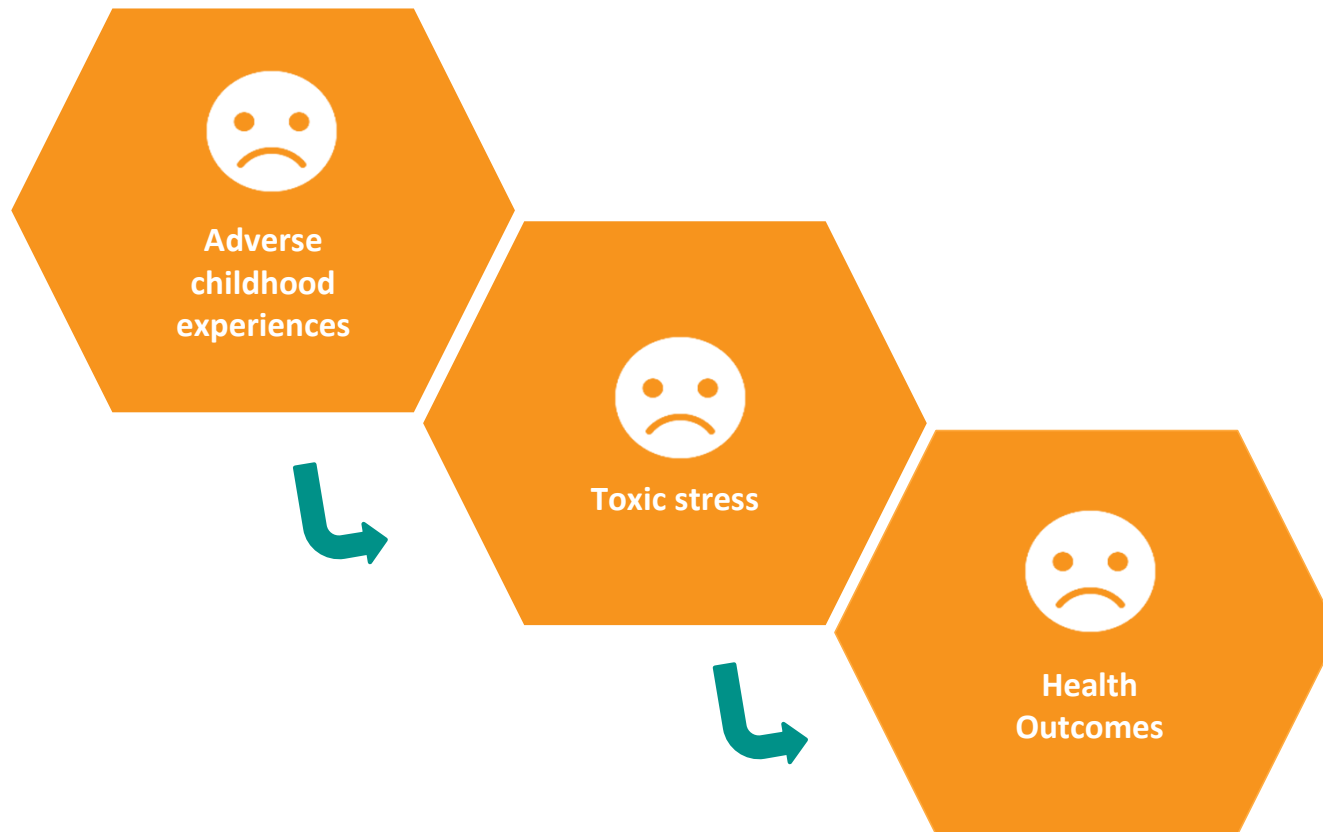 Adverse
childhood
experiences
Toxic stress
Health
Outcomes